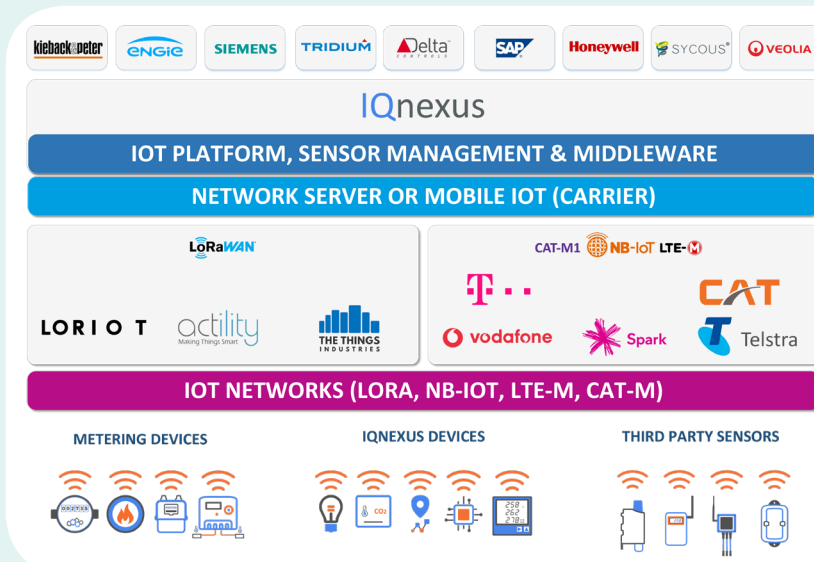 kieback&peter
ENGIE
SIEMENS
TRIDIUM
Delta
CONTROLS
SAP
Honeywell
SYCOUS
VEOLIA
IQnexus
IOT PLATFORM, SENSOR MANAGEMENT & MIDDLEWARE
NETWORK SERVER OR MOBILE IOT (CARRIER)
LoRaWAN
CAT-M1
NB-IoT
LTE-M
LORIOT
actility
Making Things Smart
THE THINGS
INDUSTRIES
T
CAT
vodafone
Spark
T
Telstra
IOT NETWORKS (LORA, NB-IOT, LTE-M, CAT-M)
METERING DEVICES
IQNEXUS DEVICES
THIRD PARTY SENSORS
CO2